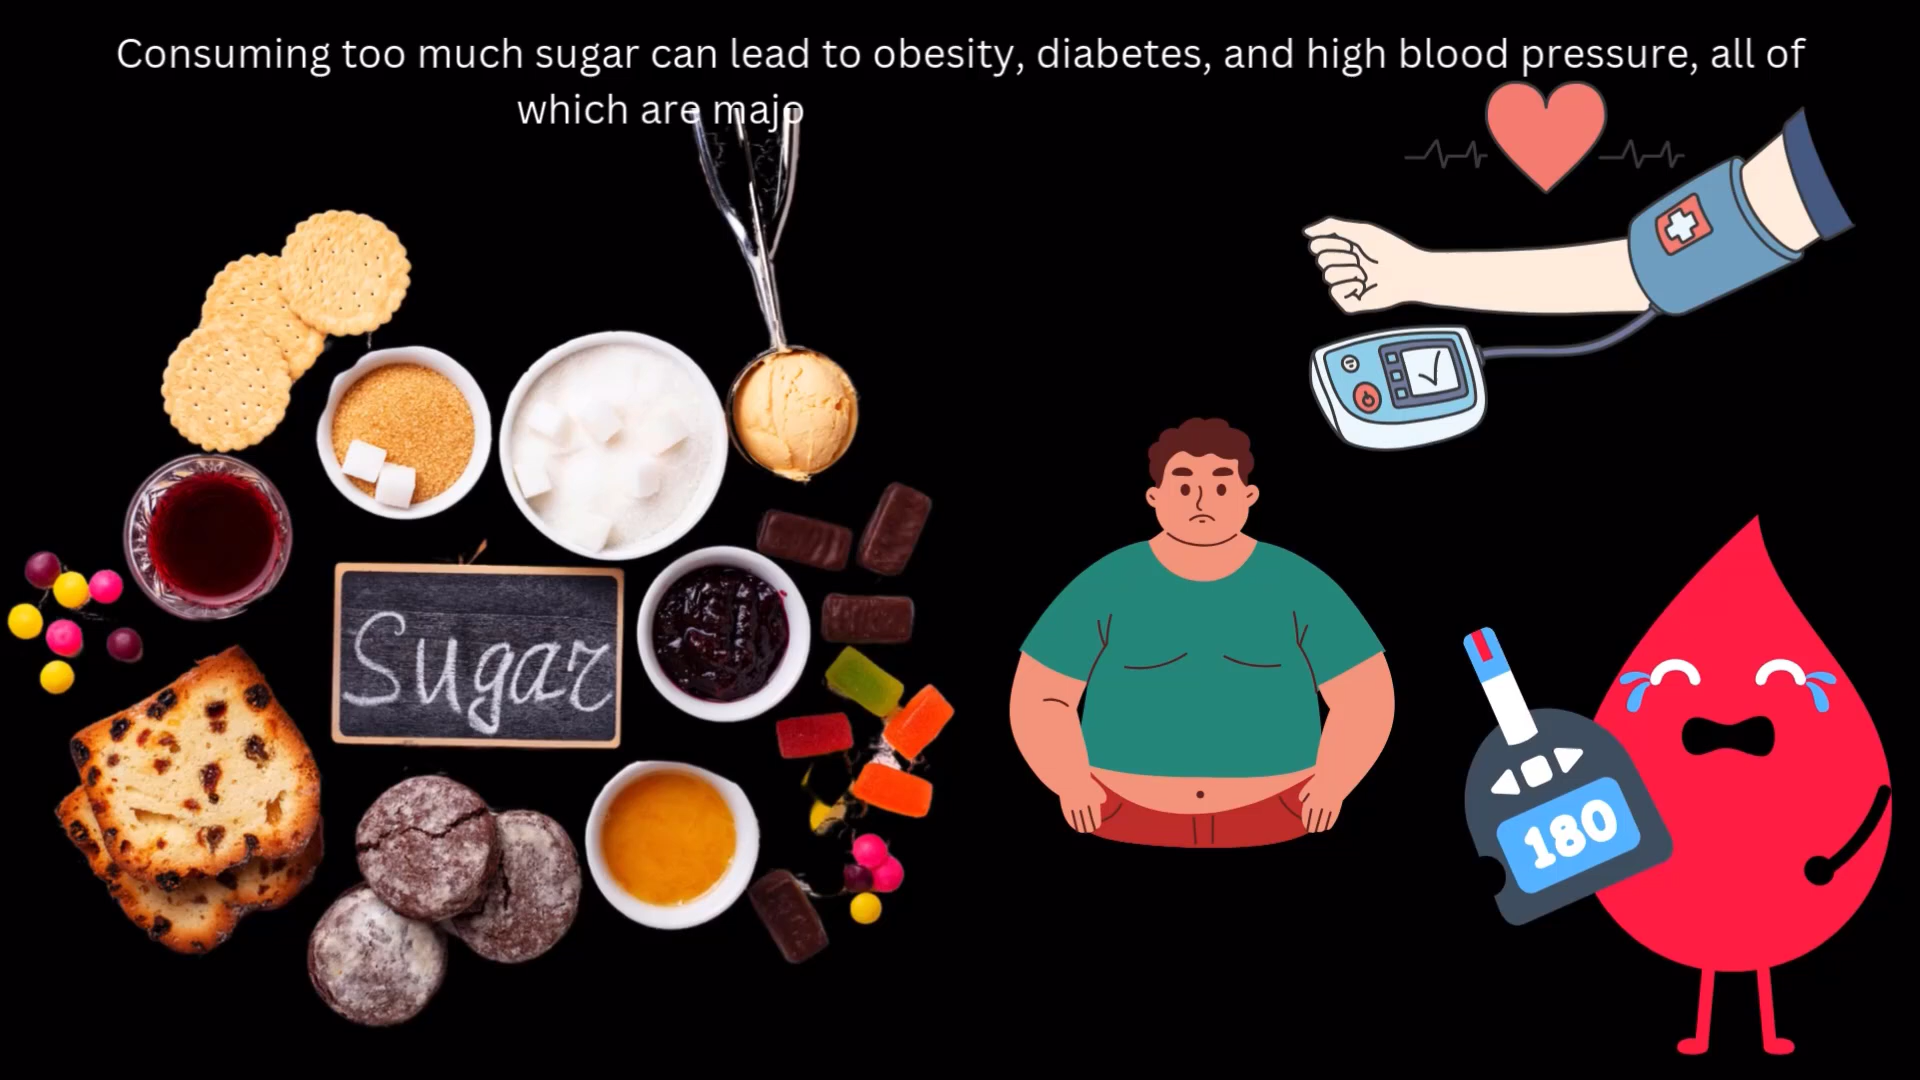 Consuming too much sugar can lead to obesity, diabetes, and high blood pressure, all of
which are majo
Sugar
180